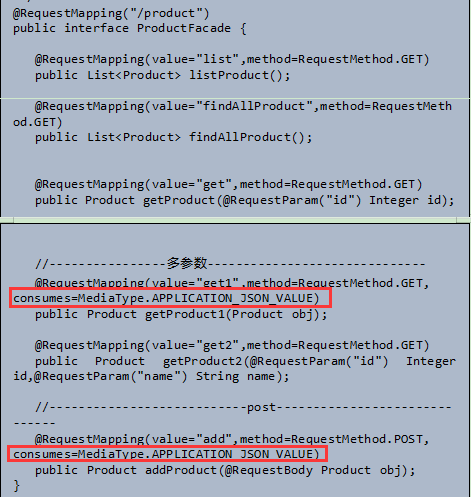 @RequestMapping("/product")
public interface ProductFacade {
@RequestMapping(value="list",method=RequestMethod.GET)
public List<Product> listProduct();
@RequestMapping(value="findAllProduct",method=RequestMeth
od.GET)
public List<Product> findAllProduct();
@RequestMapping(value="get",method=RequestMethod.GET)
public Product getProduct(@RequestParam("id") Integer id);
//----------------多参数------------------------------
@RequestMapping(value="get1",method=RequestMethod.GET,
consumes=MediaType.APPLICATION_JSON_VALUE)
public Product getProduct1(Product obj);
@RequestMapping(value="get2",method=RequestMethod.GET)
public Product getProduct2(@RequestParam("id") Integer
id,@RequestParam("name") String name);
//---------------------------post------------------------
------
@RequestMapping(value="add",method=RequestMethod.POST,
consumes=MediaType.APPLICATION_JSON_VALUE)
public Product addProduct(@RequestBody Product obj);
}